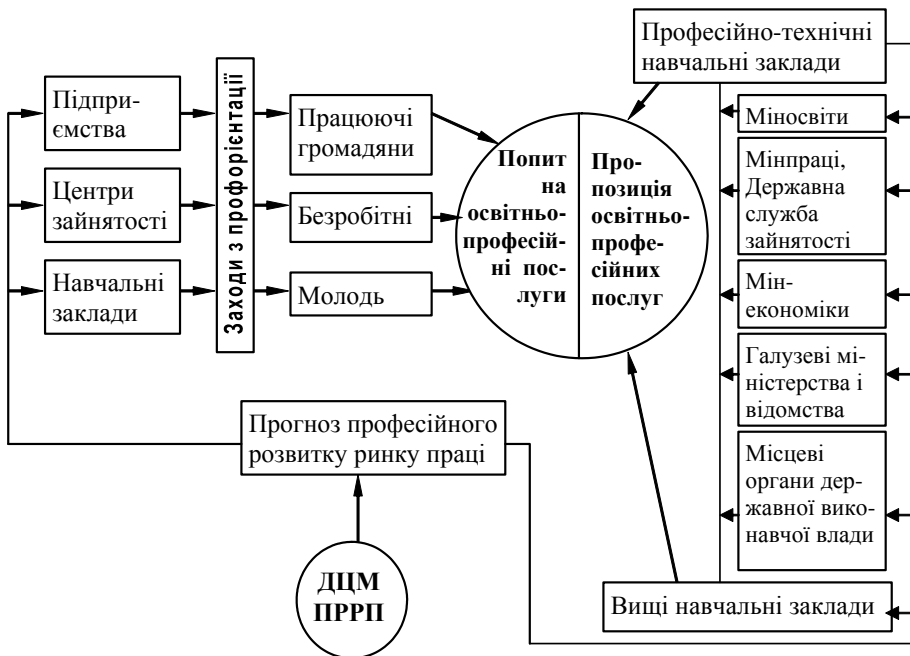 Підпри-
ємства
Центри
зайнятості
Навчальні
заклади
Заходи з профорієнтації
Працюючі
громадяни
Безробітні
Молодь
Попит
на
освітньо-
професій-
ні пос-
луги
Про-
позиція
освітньо-
профе-
сійних
послуг
Професійно-технічні
навчальні заклади
Міносвіти
Мінпраці,
Державна
служба
зайнятості
Мін-
економіки
Галузеві мі-
ністерства і
відомства
Місцеві
органи дер-
жавної вико-
навчої влади
Вищі навчальні заклади
Прогноз професійного
розвитку ринку праці
ДЦМ
ПРРП